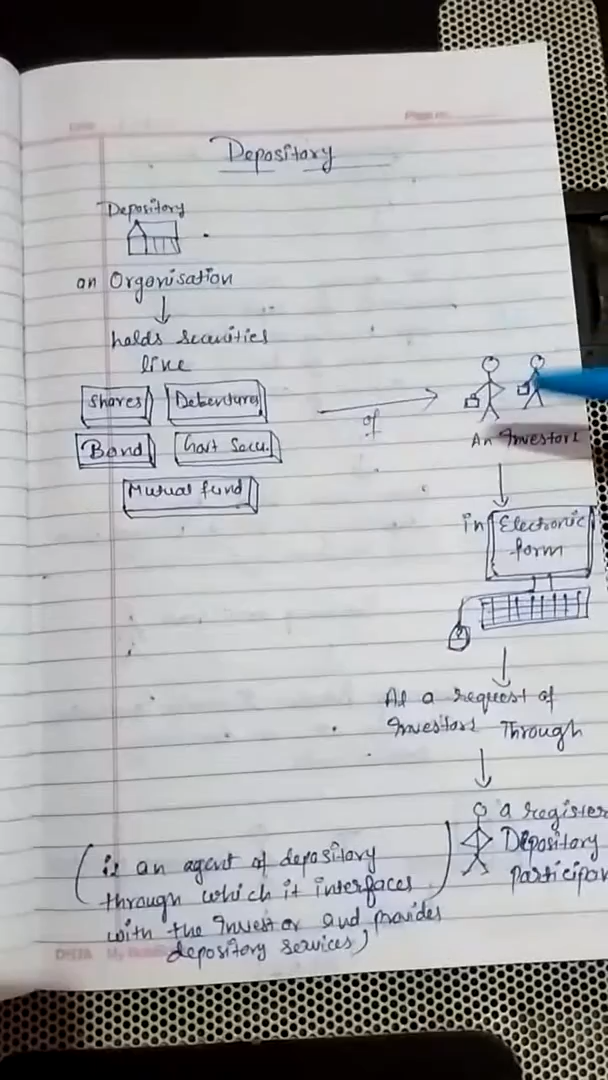 Page no:
Depository
Depository
an Organisation
holds securities
like
Shares
Debentures
Bond
Govt Secu.
Mutual fund
of
An Investors
in Electronic
form
At a request of
Investors Through
a register
Depository
participan
(is an agent of depository
through which it interfaces
with the Investor and provides
depository services)